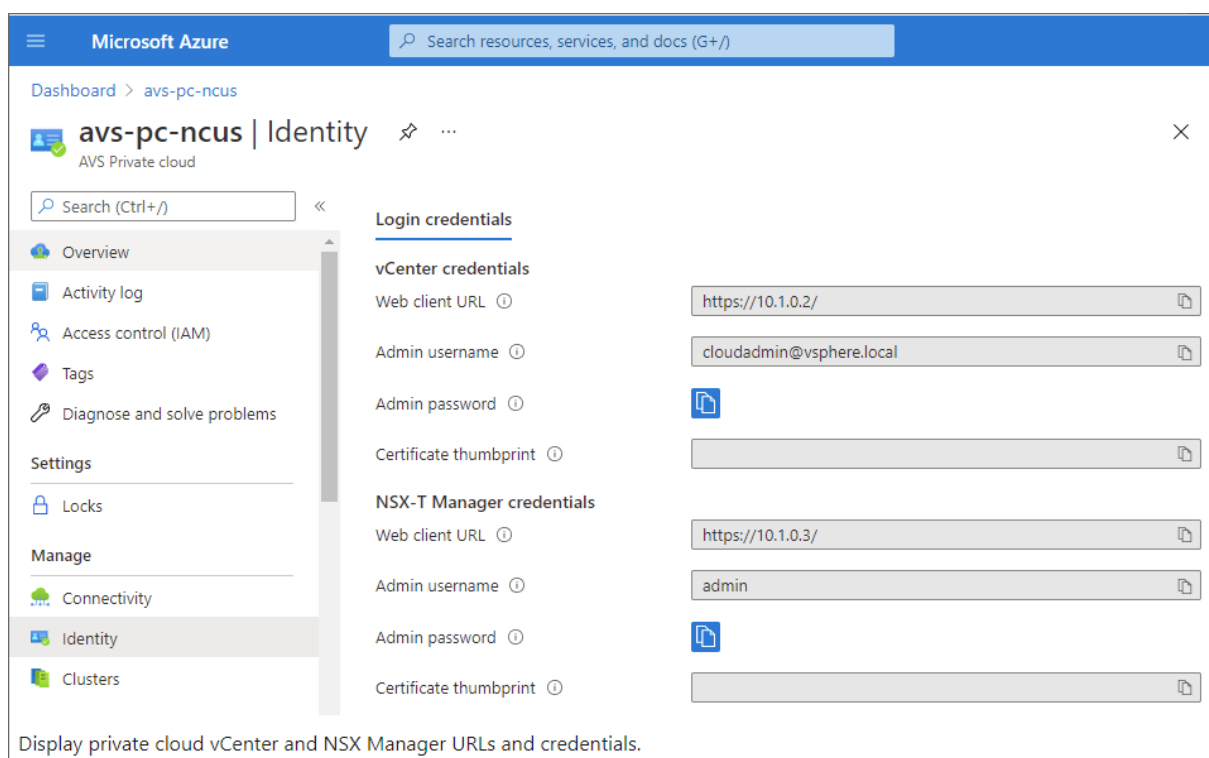 Microsoft Azure
Search resources, services, and docs (G+/)
Dashboard > avs-pc-ncus
avs-pc-ncus | Identity
AVS Private cloud
Search (Ctrl+/)
Overview
Activity log
Access control (IAM)
Tags
Diagnose and solve problems
Settings
Locks
Manage
Connectivity
Identity
Clusters
Login credentials
vCenter credentials
Web client URL https://10.1.0.2/
Admin username cloudadmin@vsphere.local
Admin password
Certificate thumbprint
NSX-T Manager credentials
Web client URL https://10.1.0.3/
Admin username admin
Admin password
Certificate thumbprint
Display private cloud vCenter and NSX Manager URLs and credentials.